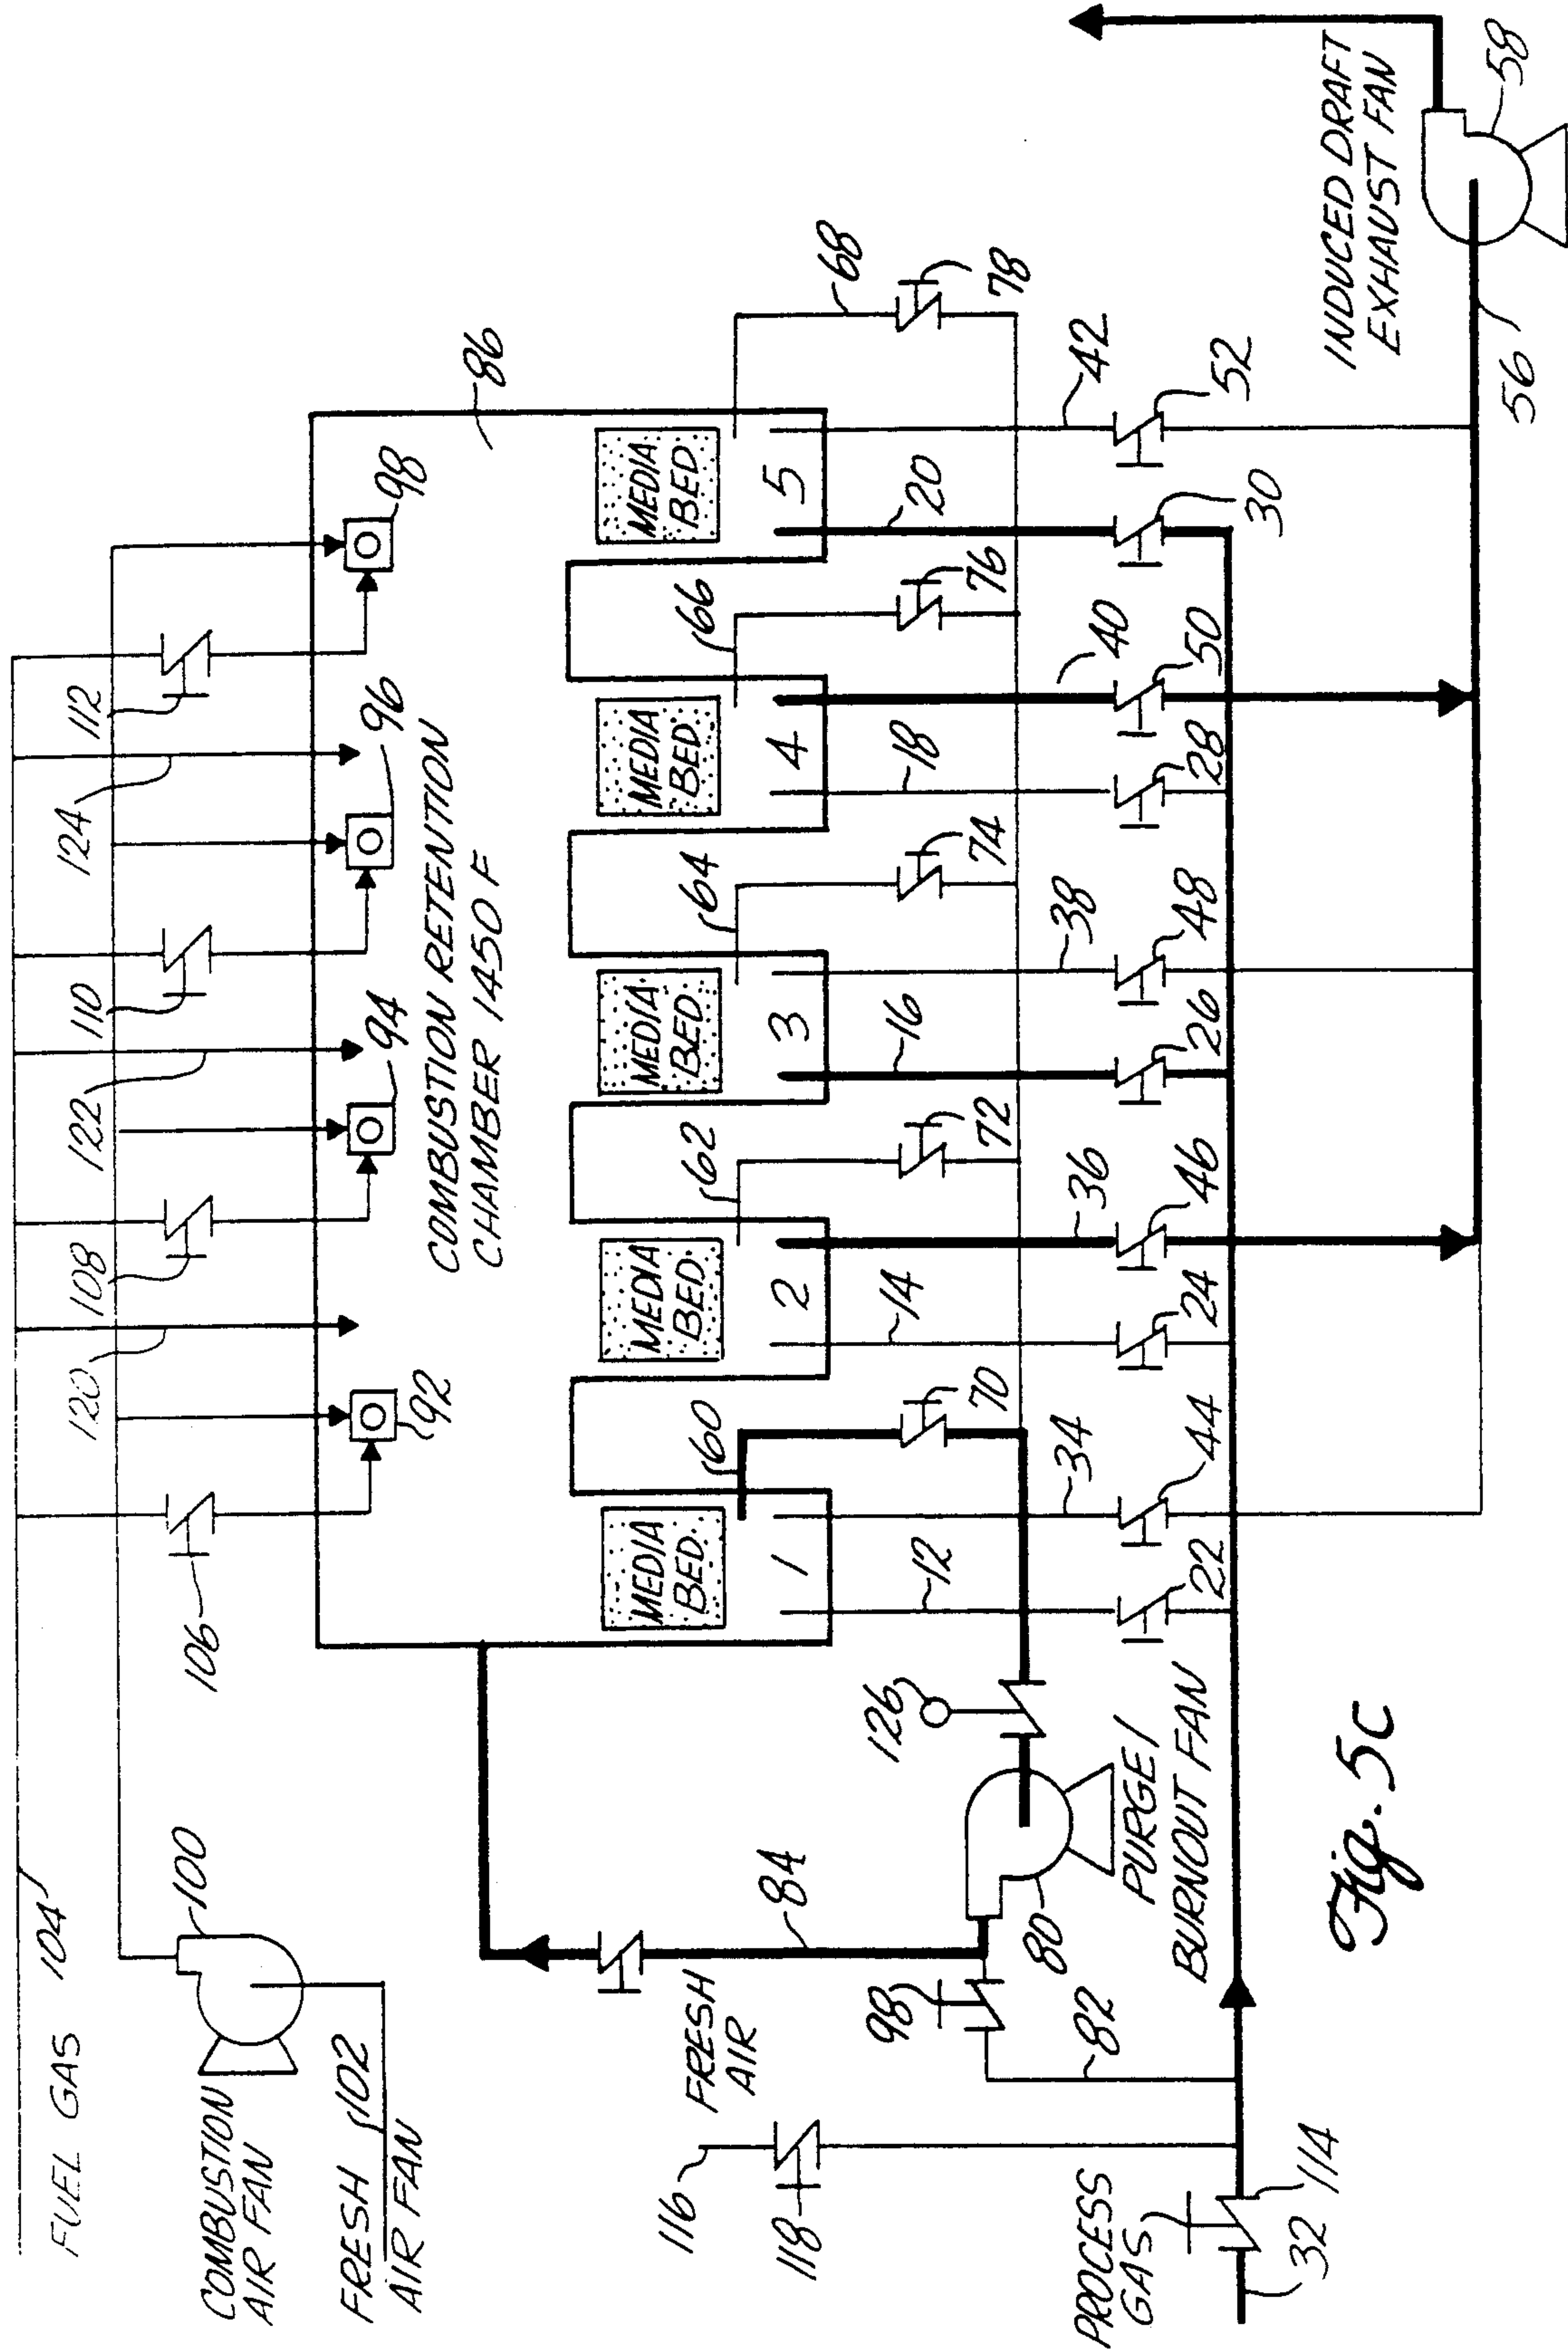 FUEL GAS 104
100
COMBUSTION
AIR FAN
FRESH 102
AIR FAN
106
120
108
122
110
124
112
92
94
96
98
COMBUSTION RETENTION
CHAMBER 1450 F
86
MEDIA
BED
MEDIA
BED
MEDIA
BED
MEDIA
BED
MEDIA
BED
1
2
3
4
5
60
62
64
66
68
70
72
74
76
78
12
34
14
36
16
38
18
40
20
42
22
44
24
46
26
48
28
50
30
52
84
126
98
80
PURGE/
BURNOUT FAN
82
FRESH
AIR
116
118
PROCESS
GAS
114
32
INDUCED DRAFT
EXHAUST FAN
58
56
Fig. 5c